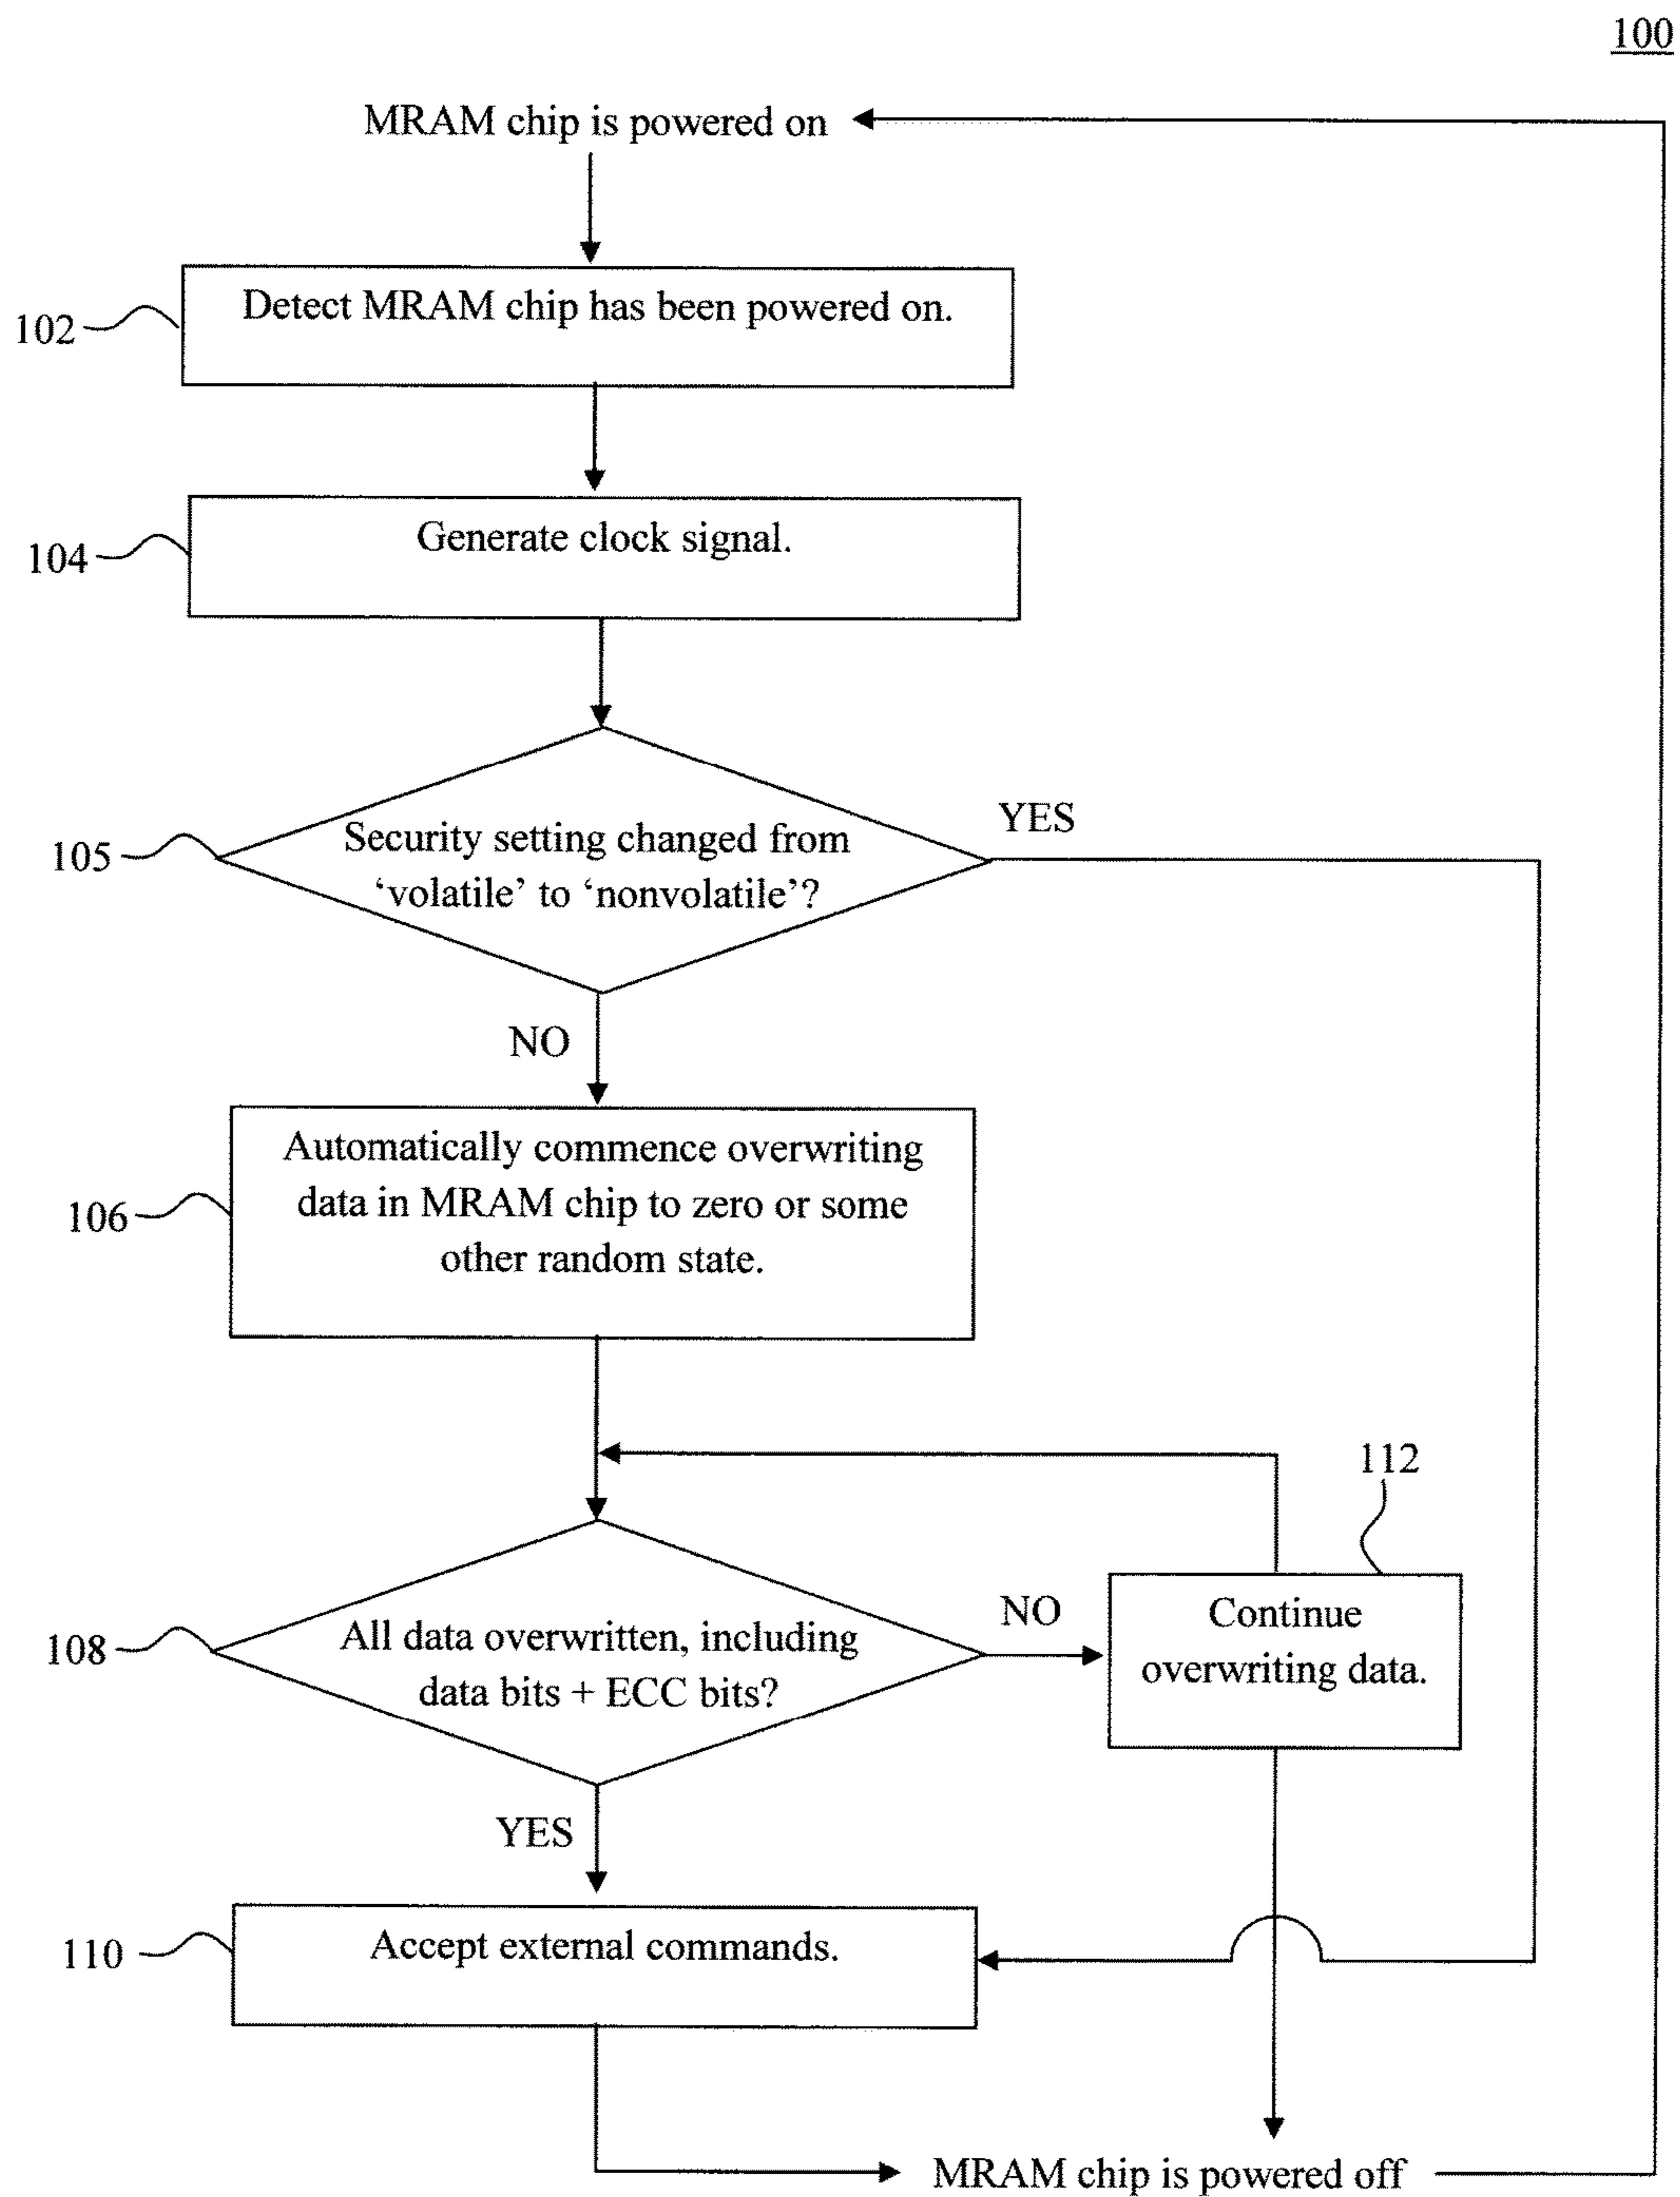 100
MRAM chip is powered on
102
Detect MRAM chip has been powered on.
104
Generate clock signal.
105
Security setting changed from
‘volatile’ to ‘nonvolatile’?
YES
NO
106
Automatically commence overwriting
data in MRAM chip to zero or some
other random state.
112
108
All data overwritten, including
data bits + ECC bits?
NO
Continue
overwriting data.
YES
110
Accept external commands.
MRAM chip is powered off